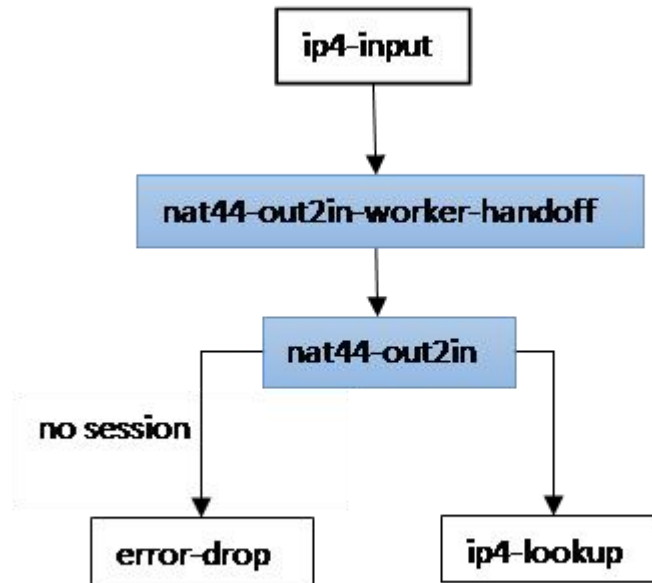 ip4-input
nat44-out2in-worker-handoff
nat44-out2in
no session
error-drop
ip4-lookup